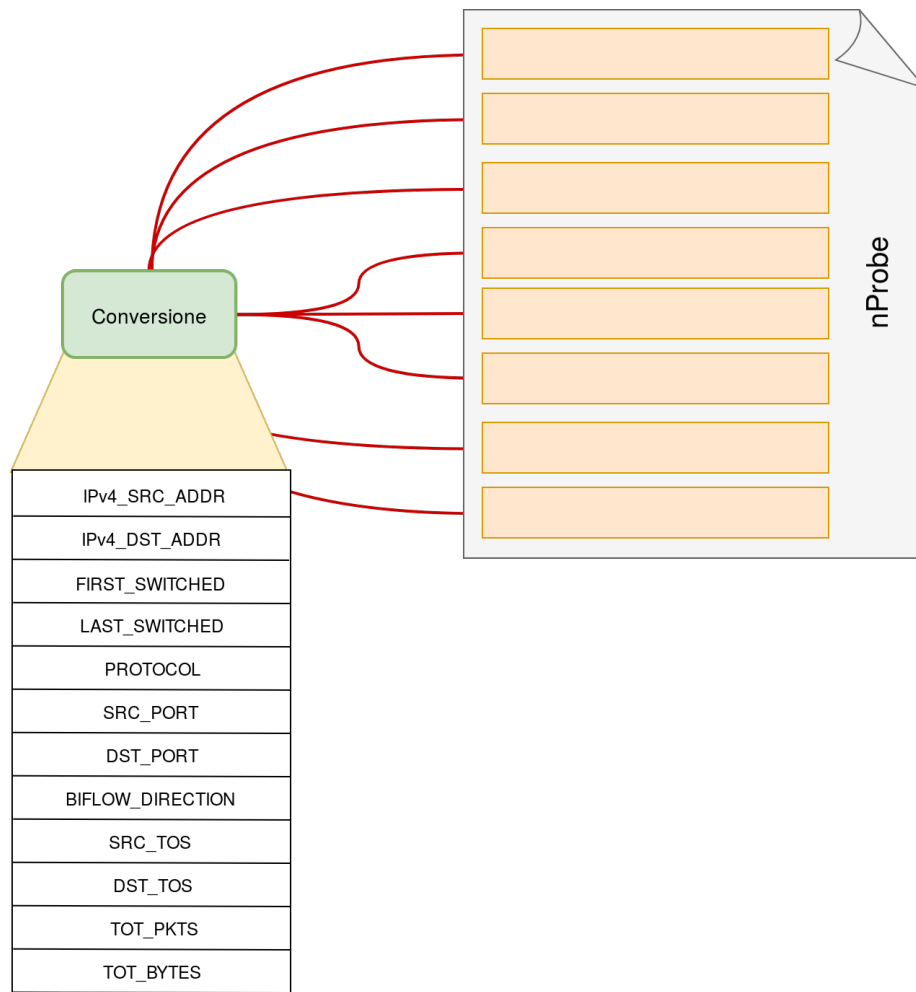 nProbe
Conversione
IPv4_SRC_ADDR
IPv4_DST_ADDR
FIRST_SWITCHED
LAST_SWITCHED
PROTOCOL
SRC_PORT
DST_PORT
BIFLOW_DIRECTION
SRC_TOS
DST_TOS
TOT_PKTS
TOT_BYTES